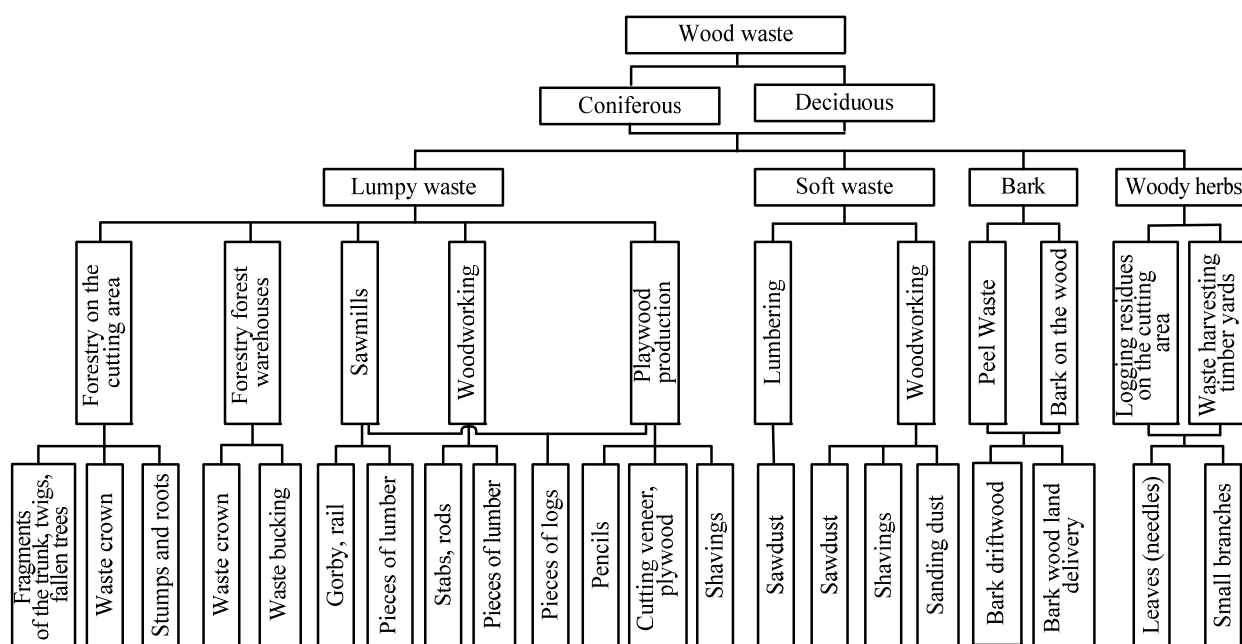 Wood waste
Coniferous
Deciduous
Lumpy waste
Soft waste
Bark
Woody herbs
Forestry on the
cutting area
Forestry forest
warehouses
Sawmills
Woodworking
Playwood
production
Lumbering
Woodworking
Peel Waste
Bark on the wood
Logging residues
on the cutting
area
Waste harvesting
timber yards
Fragments
of the trunk, twigs,
fallen trees
Waste crown
Stumps and roots
Waste crown
Waste bucking
Gorby, rail
Pieces of lumber
Stabs, rods
Pieces of lumber
Pieces of logs
Pencils
Cutting veneer,
plywood
Shavings
Sawdust
Sawdust
Shavings
Sanding dust
Bark driftwood
Bark wood land
delivery
Leaves (needles)
Small branches